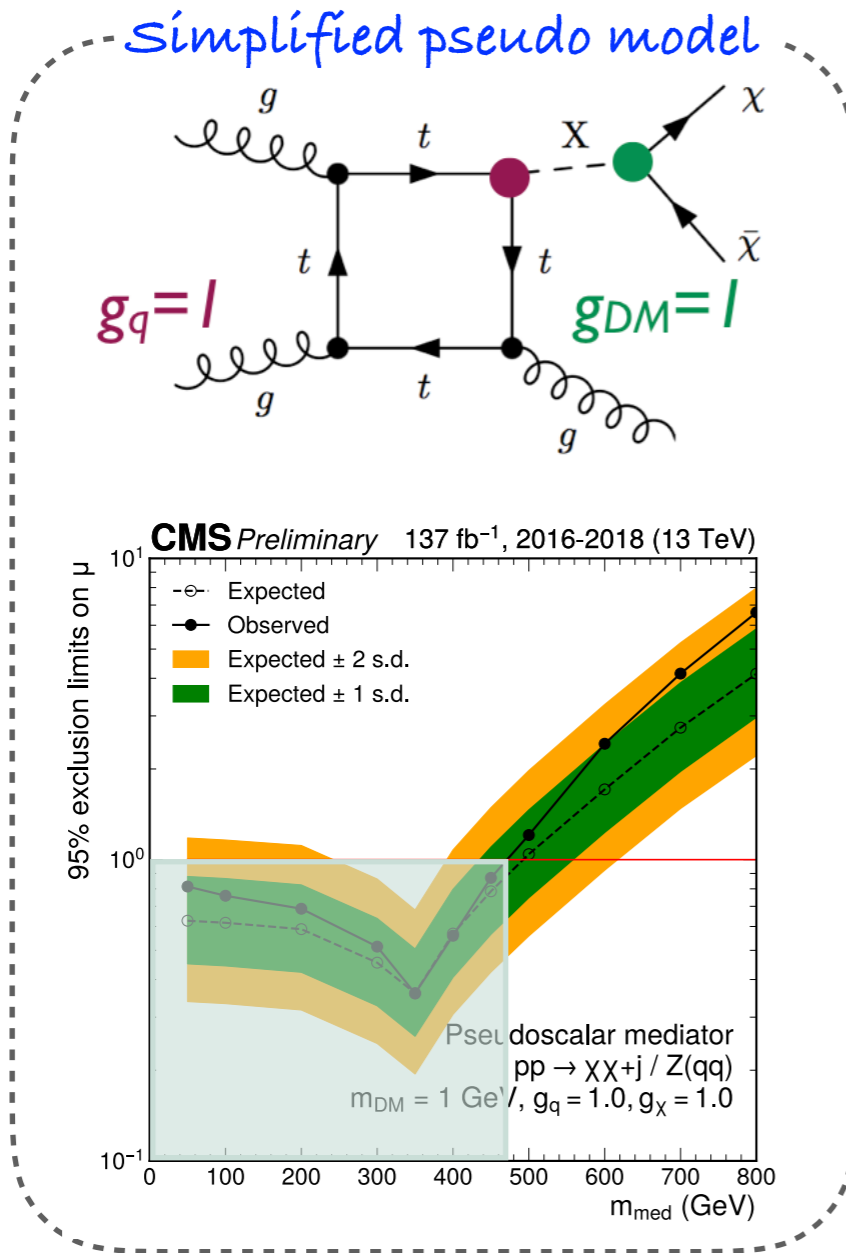 Simplified pseudo model
g
t
X
χ
t
t
χ̄
g_q = 1
g_DM = 1
g
t
g
CMS Preliminary 137 fb⁻¹, 2016-2018 (13 TeV)
95% exclusion limits on μ
10¹
10⁰
10⁻¹
Expected
Observed
Expected ± 2 s.d.
Expected ± 1 s.d.
Pseudoscalar mediator
pp → χχ+j / Z(qq)
m_DM = 1 GeV, g_q = 1.0, g_χ = 1.0
0 100 200 300 400 500 600 700 800
m_med (GeV)